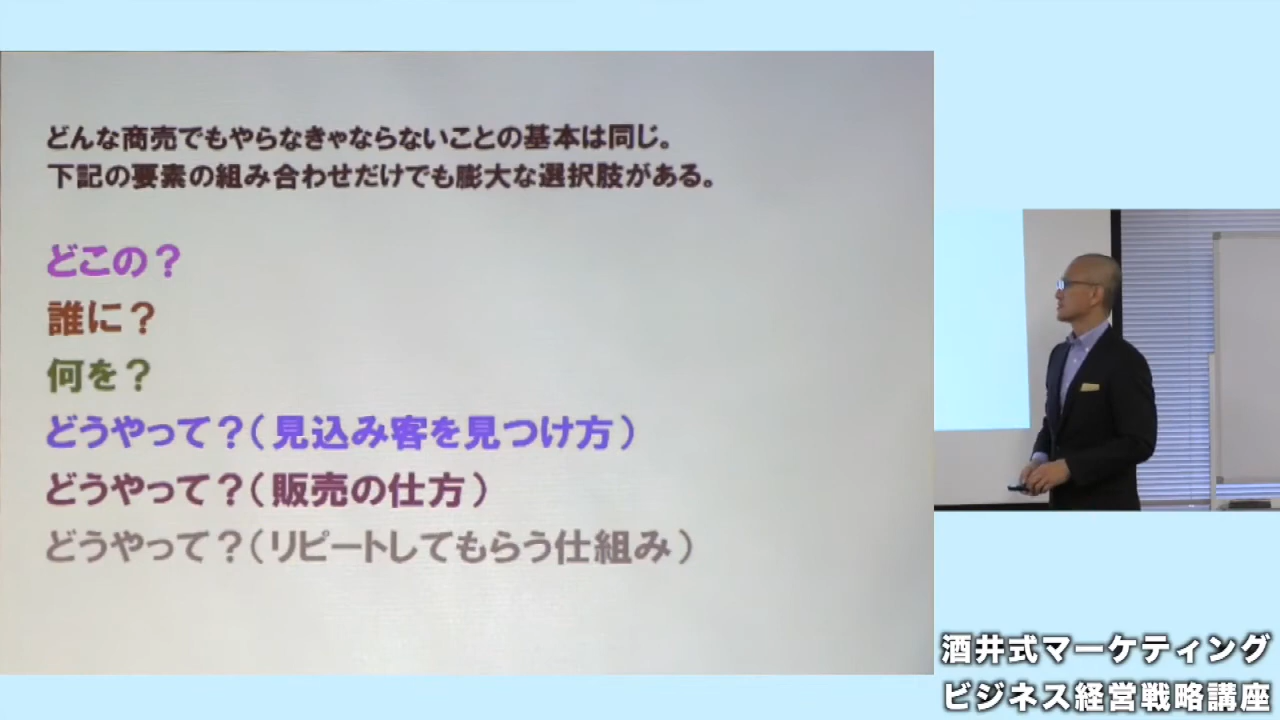 どんな商売でもやらなきゃならないことの基本は同じ。
下記の要素の組み合わせだけでも膨大な選択肢がある。
どこの？
誰に？
何を？
どうやって？（見込み客を見つけ方）
どうやって？（販売の仕方）
どうやって？（リピートしてもらう仕組み）
酒井式マーケティング
ビジネス経営戦略講座